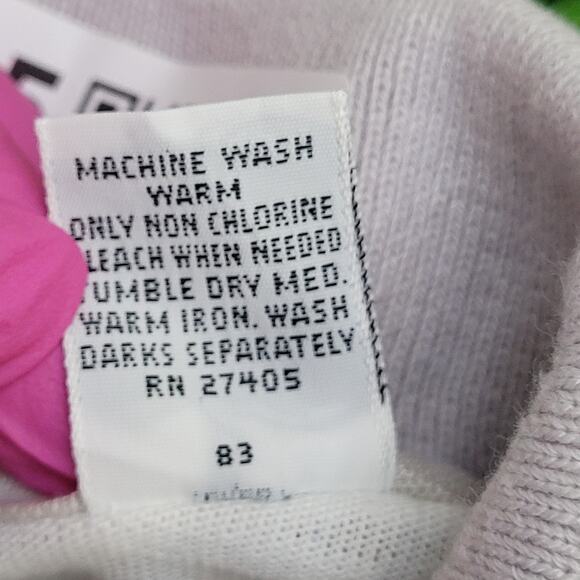 MACHINE WASH
WARM
ONLY NON CHLORINE
BLEACH WHEN NEEDED
TUMBLE DRY MED.
WARM IRON. WASH
DARKS SEPARATELY
RN 27405
83